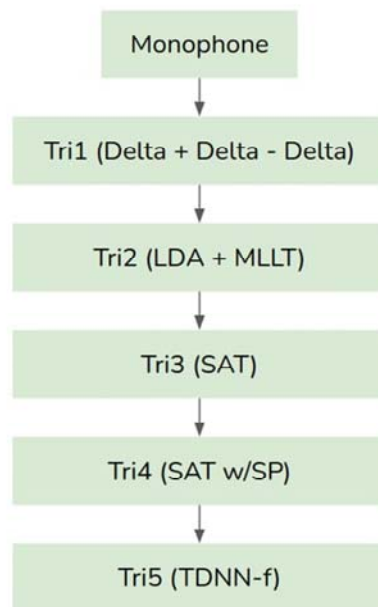 Monophone
Tri1 (Delta + Delta - Delta)
Tri2 (LDA + MLLT)
Tri3 (SAT)
Tri4 (SAT w/SP)
Tri5 (TDNN-f)